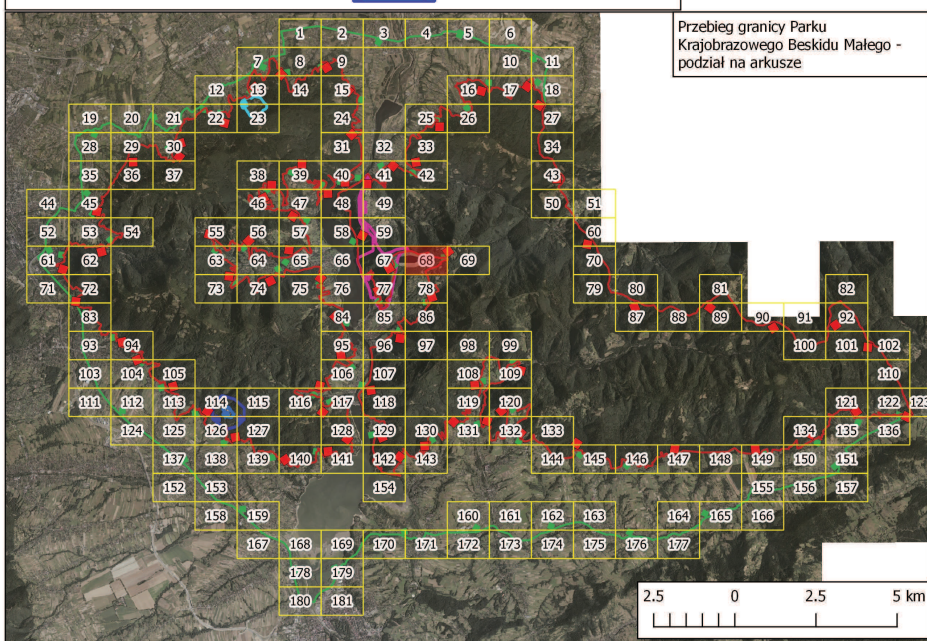 Przebieg granicy Parku
Krajobrazowego Beskidu Małego -
podział na arkusze
1 2 3 4 5 6
7 8 9 10 11
12 13 14 15 16 17 18
19 20 21 22 23 24 25 26 27
28 29 30 31 32 33 34
35 36 37 38 39 40 41 42 43
44 45 46 47 48 49 50 51
52 53 54 55 56 57 58 59 60
61 62 63 64 65 66 67 68 69 70
71 72 73 74 75 76 77 78 79 80 81 82
83 84 85 86 87 88 89 90 91 92
93 94 95 96 97 98 99 100 101 102
103 104 105 106 107 108 109 110
111 112 113 114 115 116 117 118 119 120 121 122 123
124 125 126 127 128 129 130 131 132 133 134 135 136
137 138 139 140 141 142 143 144 145 146 147 148 149 150 151
152 153 154 155 156 157
158 159 160 161 162 163 164 165 166
167 168 169 170 171 172 173 174 175 176 177
178 179
180 181
2.5 0 2.5 5 km